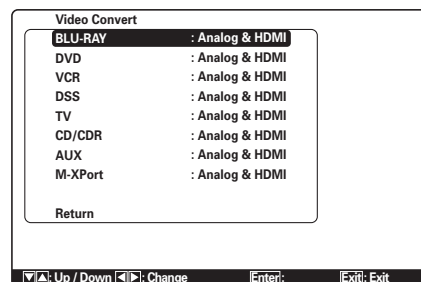 Video Convert
BLU-RAY : Analog & HDMI
DVD : Analog & HDMI
VCR : Analog & HDMI
DSS : Analog & HDMI
TV : Analog & HDMI
CD/CDR : Analog & HDMI
AUX : Analog & HDMI
M-XPort : Analog & HDMI
Return
▼▲: Up / Down ◀▶: Change Enter: Exit: Exit